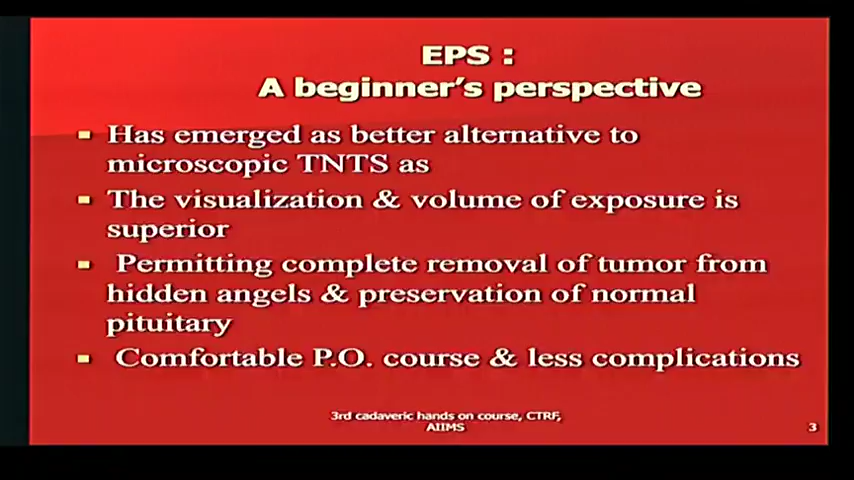 EPS :
A beginner's perspective
Has emerged as better alternative to
microscopic TNTS as
The visualization & volume of exposure is
superior
Permitting complete removal of tumor from
hidden angels & preservation of normal
pituitary
Comfortable P.O. course & less complications
3rd cadaveric hands on course, CTRF,
AIIMS
3